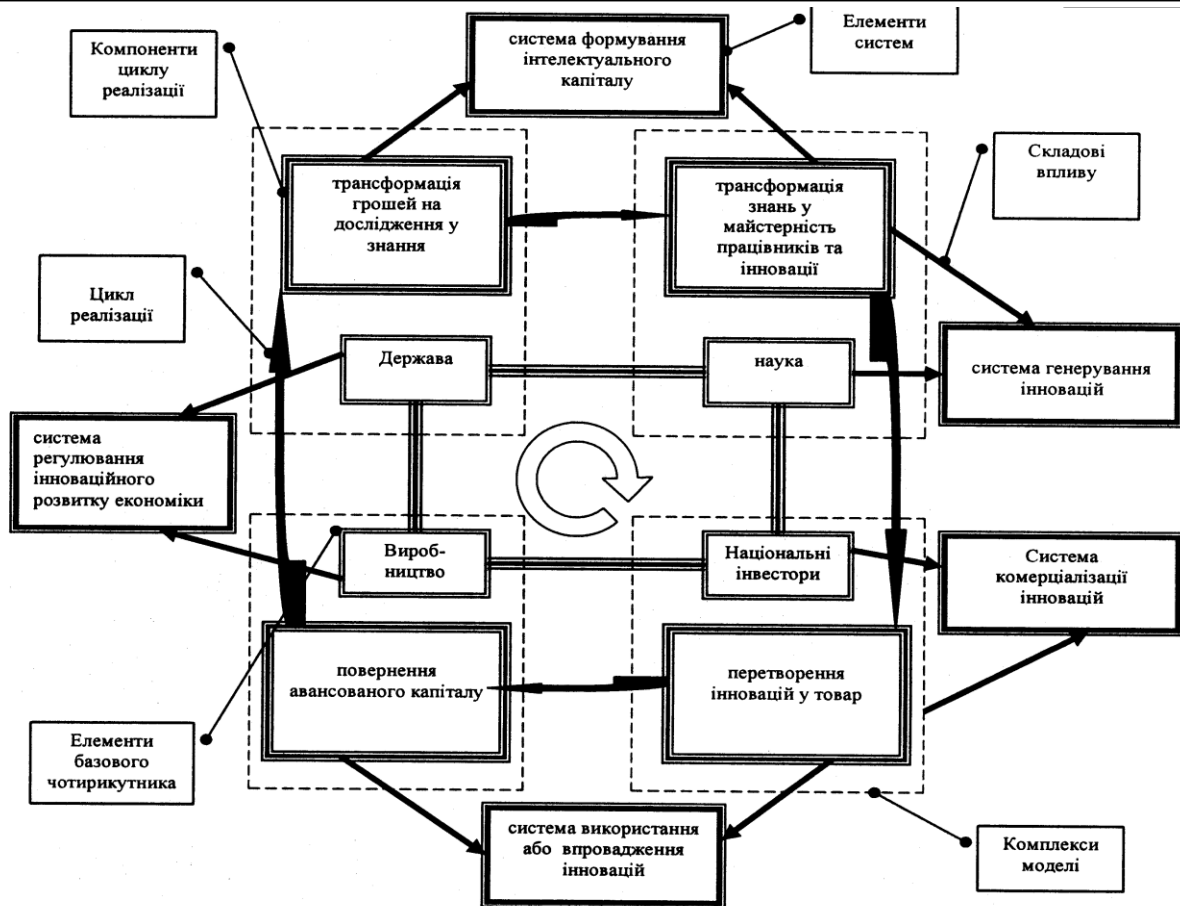 Компоненти
циклу
реалізації
система формування
інтелектуального
капіталу
Елементи
систем
трансформація
грошей на
дослідження у
знання
трансформація
знань у
майстерність
працівників та
інновації
Складові
впливу
Цикл
реалізації
Держава
наука
система генерування
інновацій
система
регулювання
інноваційного
розвитку економіки
Вироб-
ництво
Національні
інвестори
Система
комерціалізації
інновацій
повернення
авансованого капіталу
перетворення
інновацій у товар
Елементи
базового
чотирикутника
система використання
або впровадження
інновацій
Комплекси
моделі